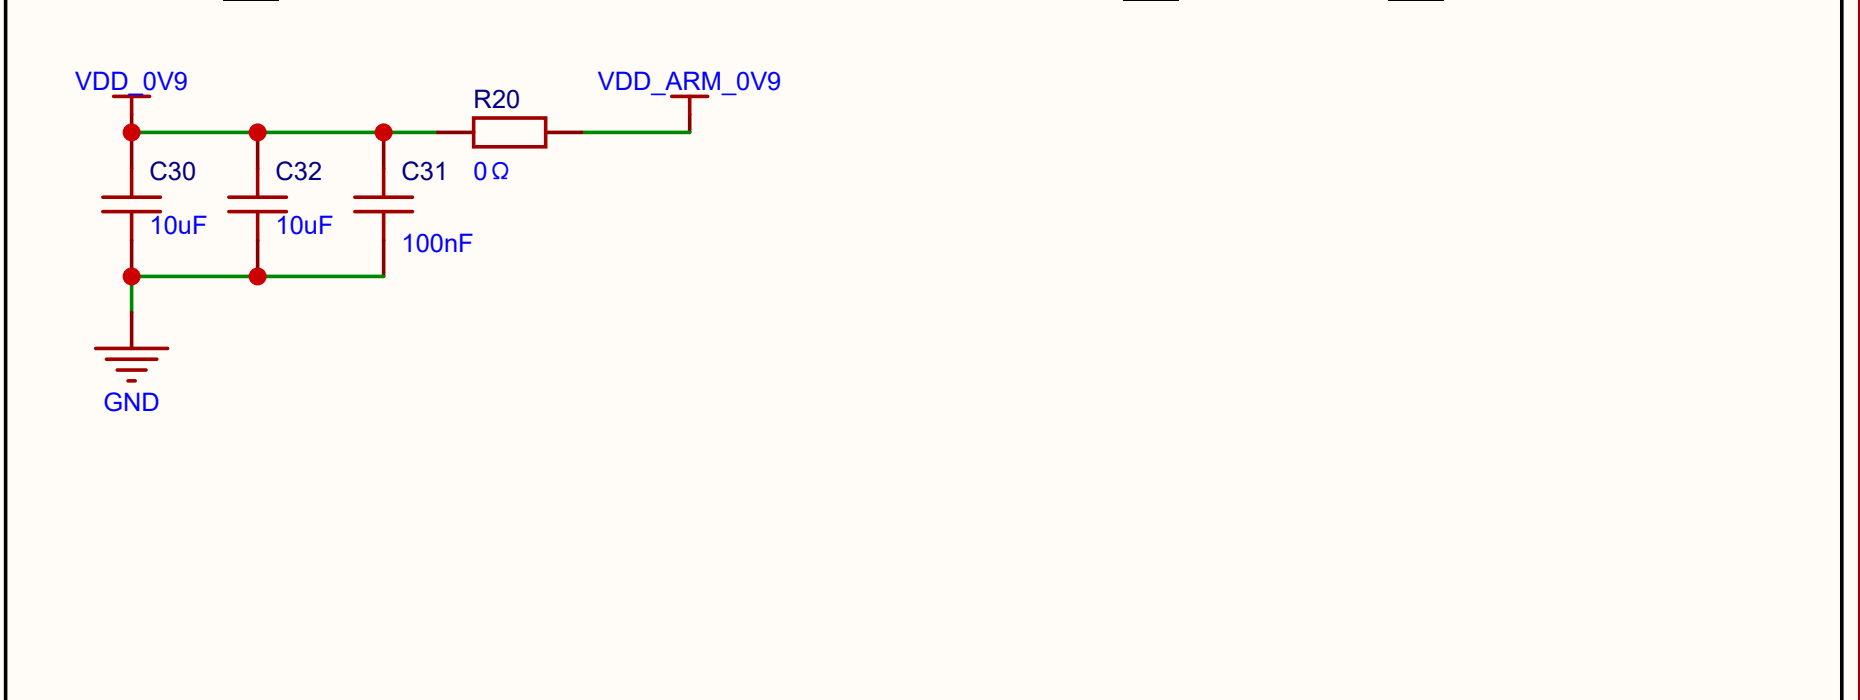 VDD_0V9
VDD_ARM_0V9
R20
C30
C32
C31
0Ω
10uF
10uF
100nF
GND